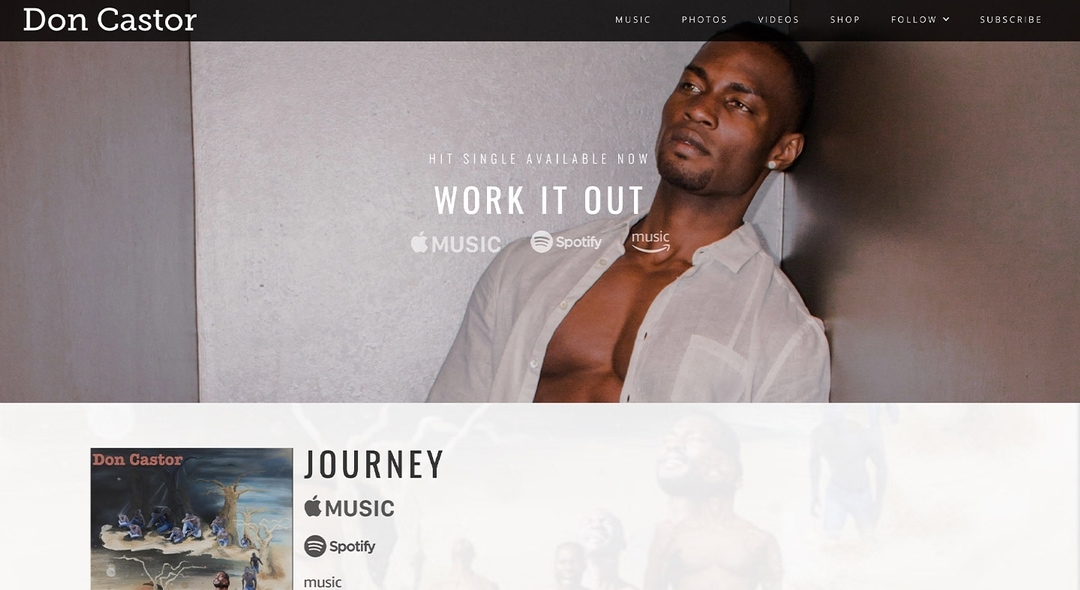 Don Castor
MUSIC PHOTOS VIDEOS SHOP FOLLOW SUBSCRIBE
HIT SINGLE AVAILABLE NOW
WORK IT OUT
MUSIC Spotify music
Don Castor
JOURNEY
MUSIC
Spotify
music